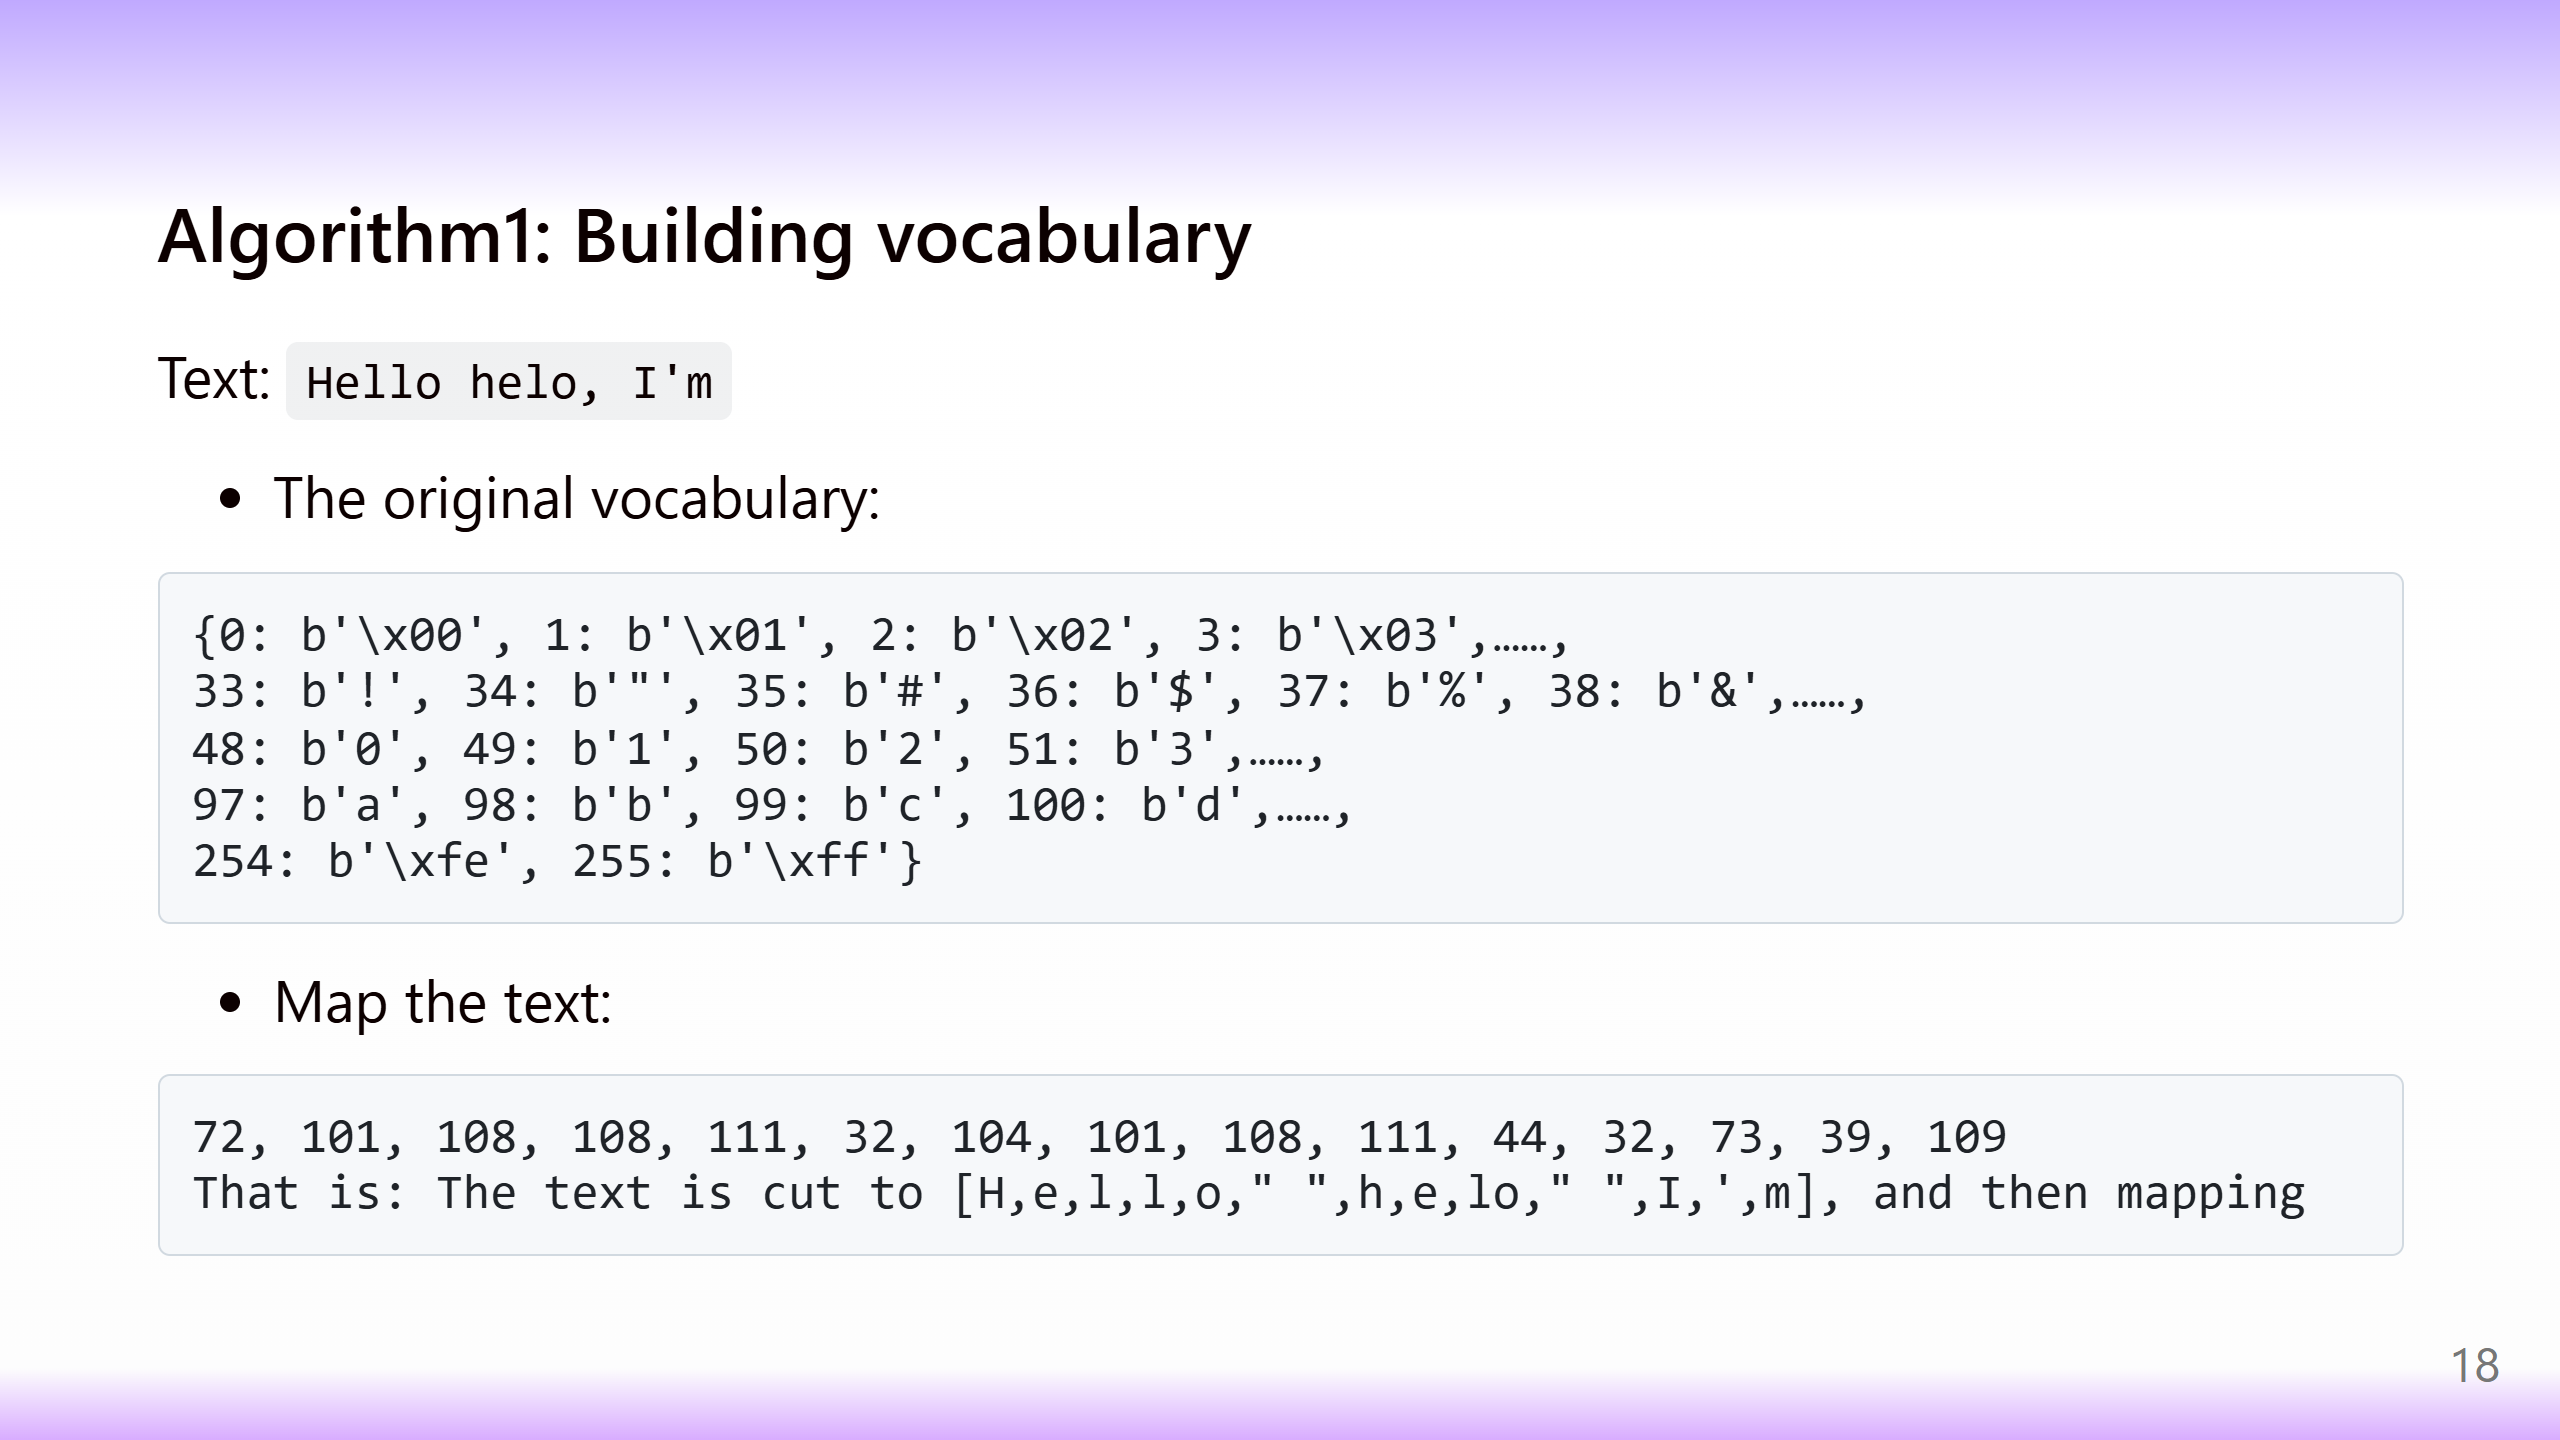 Algorithm1: Building vocabulary
Text: Hello helo, I'm
• The original vocabulary:
{0: b'\x00', 1: b'\x01', 2: b'\x02', 3: b'\x03',……,
33: b'!', 34: b'"', 35: b'#', 36: b'$', 37: b'%', 38: b'&',……,
48: b'0', 49: b'1', 50: b'2', 51: b'3',……,
97: b'a', 98: b'b', 99: b'c', 100: b'd',……,
254: b'\xfe', 255: b'\xff'}
• Map the text:
72, 101, 108, 108, 111, 32, 104, 101, 108, 111, 44, 32, 73, 39, 109
That is: The text is cut to [H,e,l,l,o," ",h,e,lo," ",I,',m], and then mapping
18